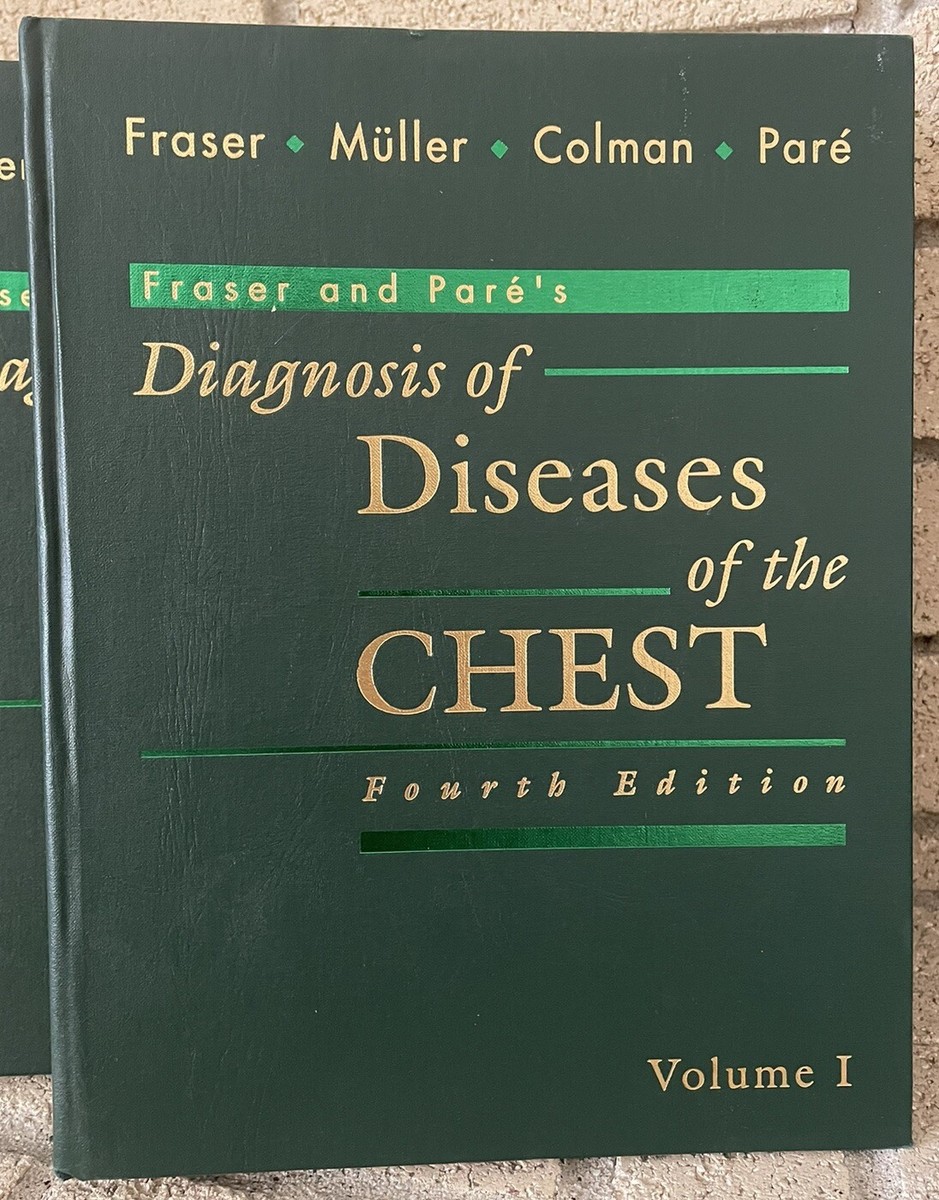 Fraser ◆ Müller ◆ Colman ◆ Paré
Fraser and Paré's
Diagnosis of
Diseases
of the
CHEST
Fourth Edition
Volume I